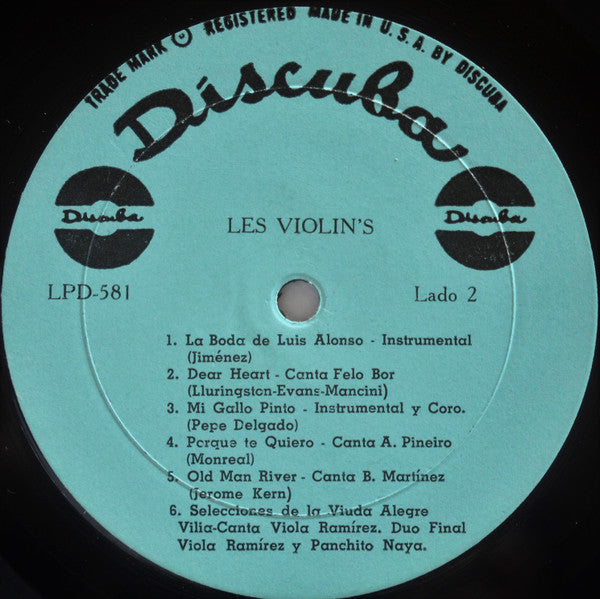 TRADE MARK ® REGISTERED MADE IN U.S.A. BY DISCUBA
Discuba
Discuba
Discuba
LES VIOLIN'S
LPD-581
Lado 2
1. La Boda de Luis Alonso - Instrumental
(Jiménez)
2. Dear Heart - Canta Felo Bor
(Lluringston-Evans-Mancini)
3. Mi Gallo Pinto - Instrumental y Coro.
(Pepe Delgado)
4. Porque te Quiero - Canta A. Pineiro
(Monreal)
5. Old Man River - Canta B. Martínez
(Jerome Kern)
6. Selecciones de la Viuda Alegre
Vilia-Canta Viola Ramírez. Duo Final
Viola Ramírez y Panchito Naya.